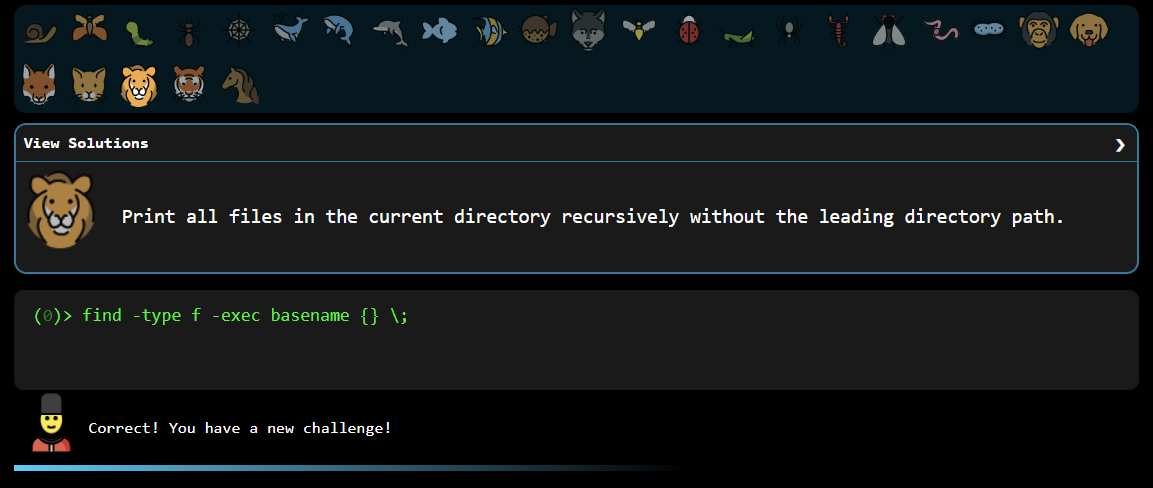 View Solutions ❯
Print all files in the current directory recursively without the leading directory path.
(0)> find -type f -exec basename {} \;
Correct! You have a new challenge!